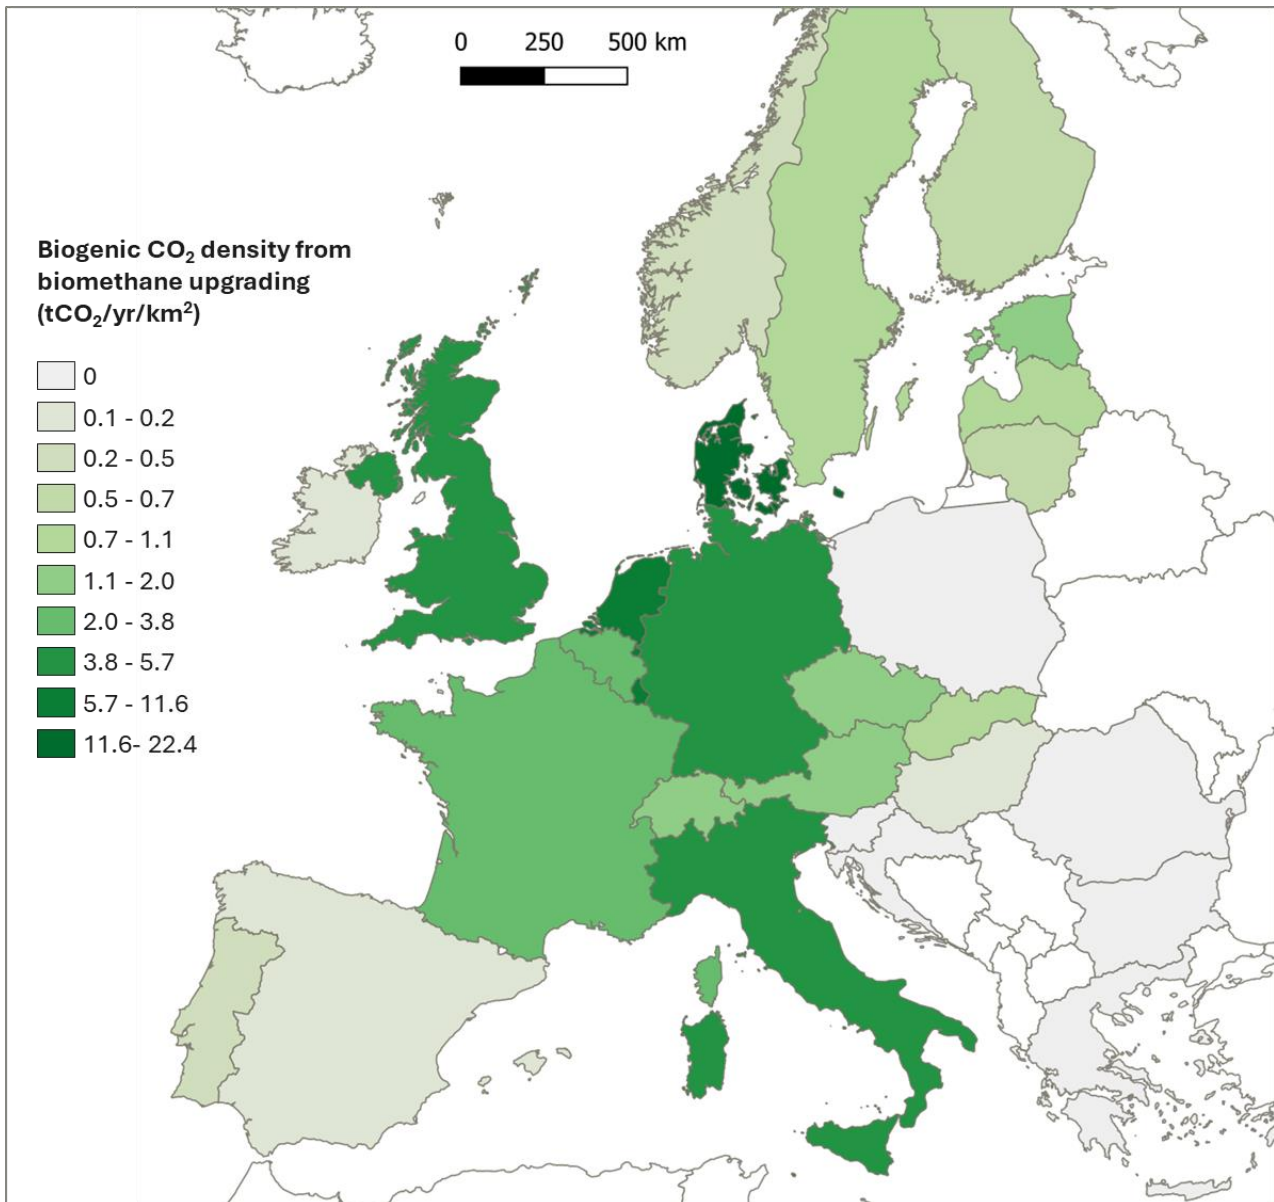 0 250 500 km
Biogenic CO₂ density from
biomethane upgrading
(tCO₂/yr/km²)
0
0.1 - 0.2
0.2 - 0.5
0.5 - 0.7
0.7 - 1.1
1.1 - 2.0
2.0 - 3.8
3.8 - 5.7
5.7 - 11.6
11.6- 22.4